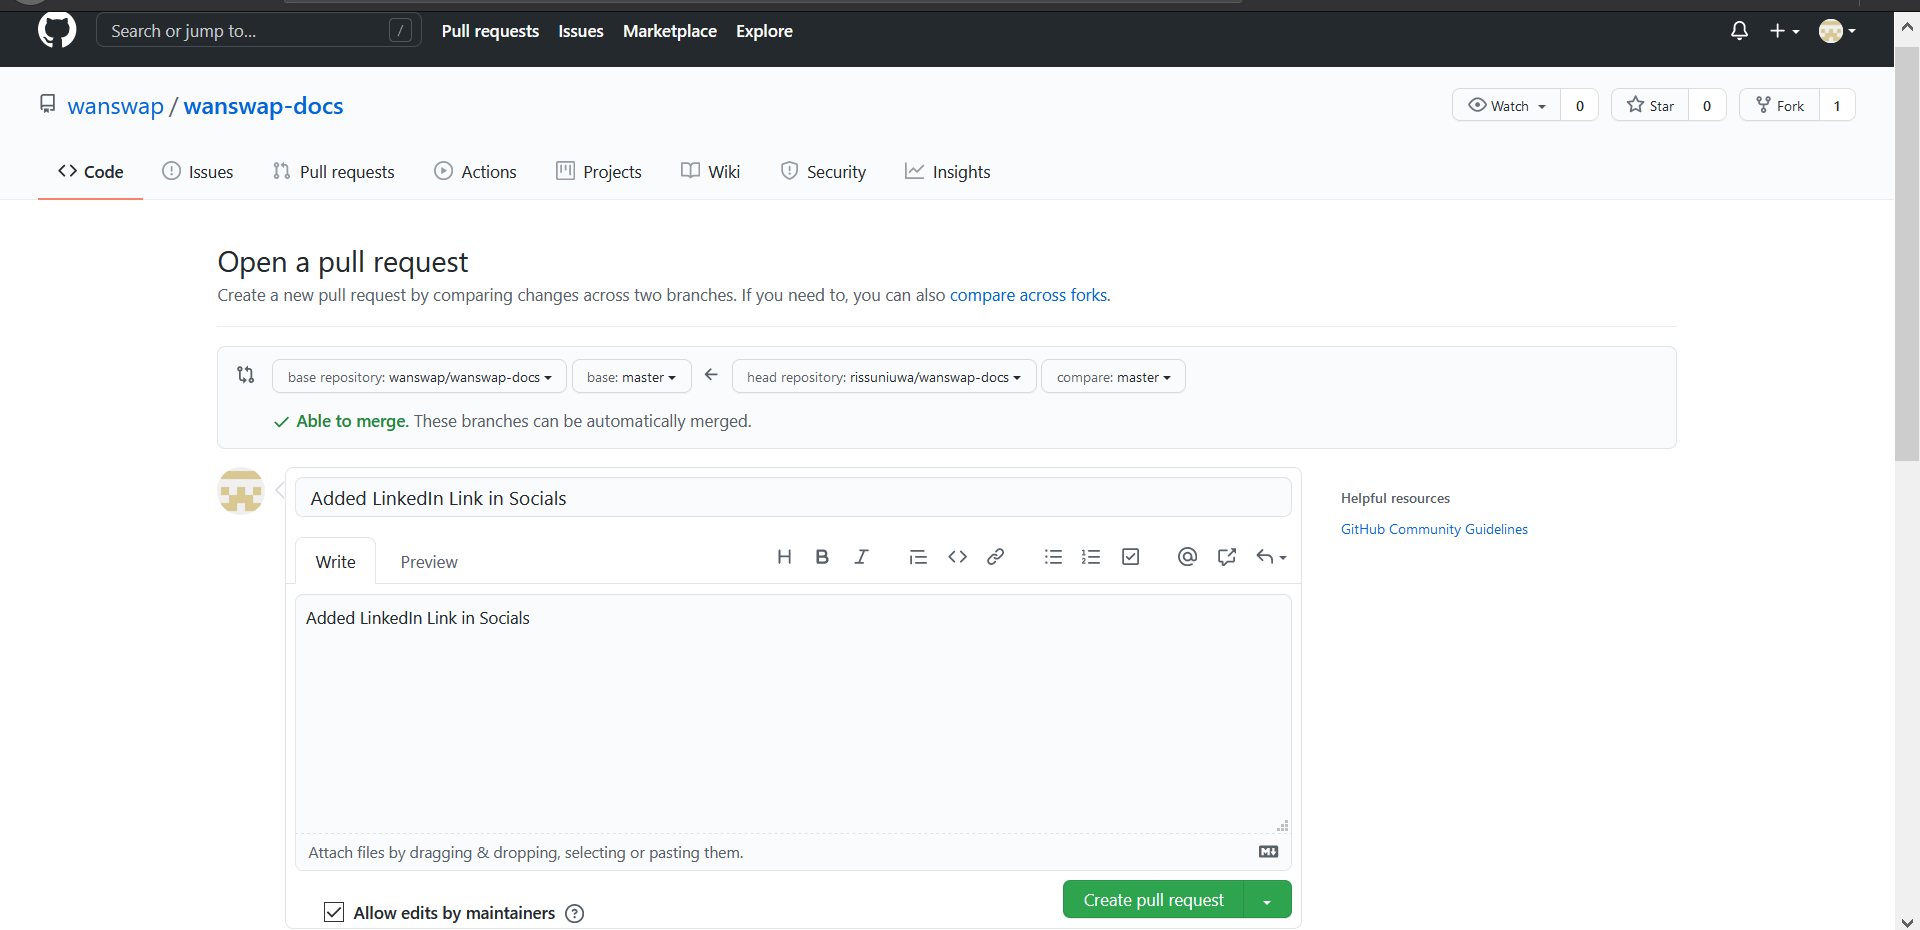 Search or jump to... /
Pull requests Issues Marketplace Explore
wanswap / wanswap-docs
Watch 0 Star 0 Fork 1
Code Issues Pull requests Actions Projects Wiki Security Insights
Open a pull request
Create a new pull request by comparing changes across two branches. If you need to, you can also compare across forks.
base repository: wanswap/wanswap-docs base: master head repository: rissuniuwa/wanswap-docs compare: master
Able to merge. These branches can be automatically merged.
Added LinkedIn Link in Socials
Helpful resources
GitHub Community Guidelines
Write Preview H B I
Added LinkedIn Link in Socials
Attach files by dragging & dropping, selecting or pasting them.
Allow edits by maintainers ?
Create pull request